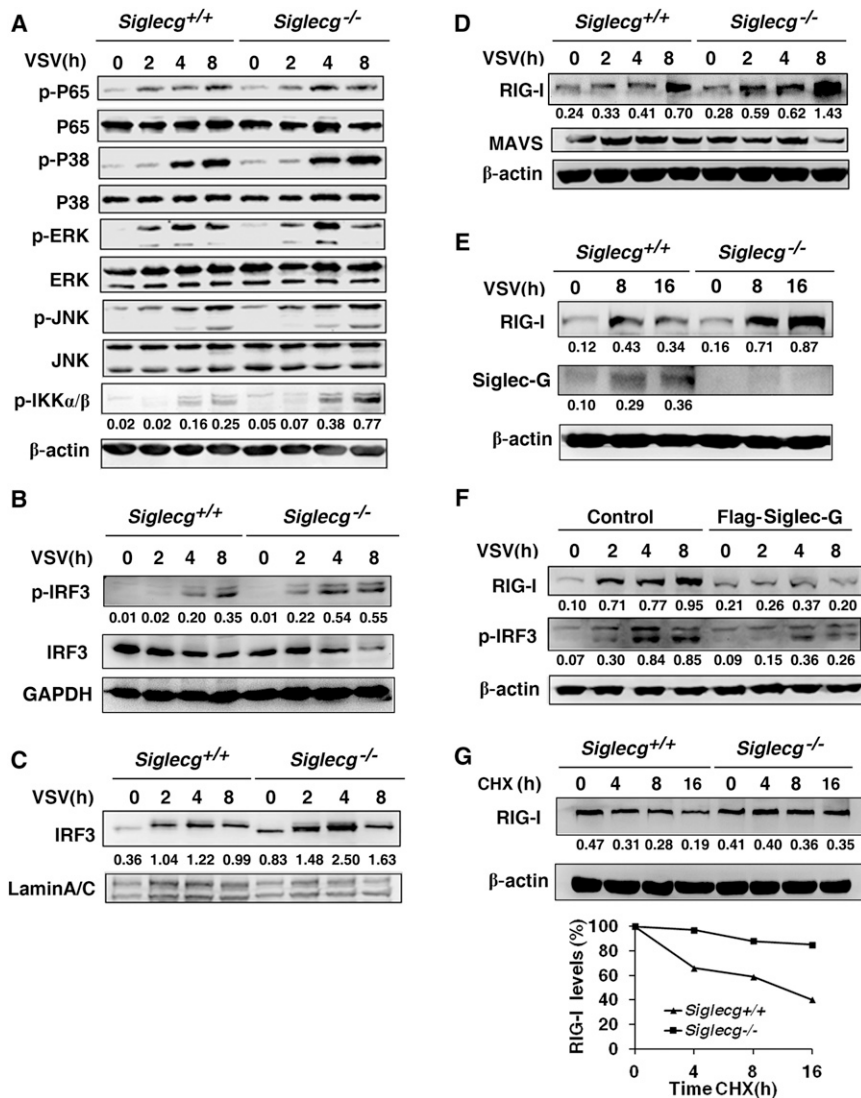 A
Siglecg+/+ Siglecg-/-
VSV(h) 0 2 4 8 0 2 4 8
p-P65
P65
p-P38
P38
p-ERK
ERK
p-JNK
JNK
p-IKKα/β
0.02 0.02 0.16 0.25 0.05 0.07 0.38 0.77
β-actin
B
Siglecg+/+ Siglecg-/-
VSV(h) 0 2 4 8 0 2 4 8
p-IRF3
0.01 0.02 0.20 0.35 0.01 0.22 0.54 0.55
IRF3
GAPDH
C
Siglecg+/+ Siglecg-/-
VSV(h) 0 2 4 8 0 2 4 8
IRF3
0.36 1.04 1.22 0.99 0.83 1.48 2.50 1.63
LaminA/C
D
Siglecg+/+ Siglecg-/-
VSV(h) 0 2 4 8 0 2 4 8
RIG-I
0.24 0.33 0.41 0.70 0.28 0.59 0.62 1.43
MAVS
β-actin
E
Siglecg+/+ Siglecg-/-
VSV(h) 0 8 16 0 8 16
RIG-I
0.12 0.43 0.34 0.16 0.71 0.87
Siglec-G
0.10 0.29 0.36
β-actin
F
Control Flag-Siglec-G
VSV(h) 0 2 4 8 0 2 4 8
RIG-I
0.10 0.71 0.77 0.95 0.21 0.26 0.37 0.20
p-IRF3
0.07 0.30 0.84 0.85 0.09 0.15 0.36 0.26
β-actin
G
Siglecg+/+ Siglecg-/-
CHX (h) 0 4 8 16 0 4 8 16
RIG-I
0.47 0.31 0.28 0.19 0.41 0.40 0.36 0.35
β-actin
RIG-I levels (%)
100
80
60
40
20
0
Siglecg+/+
Siglecg-/-
0 4 8 16
Time CHX(h)